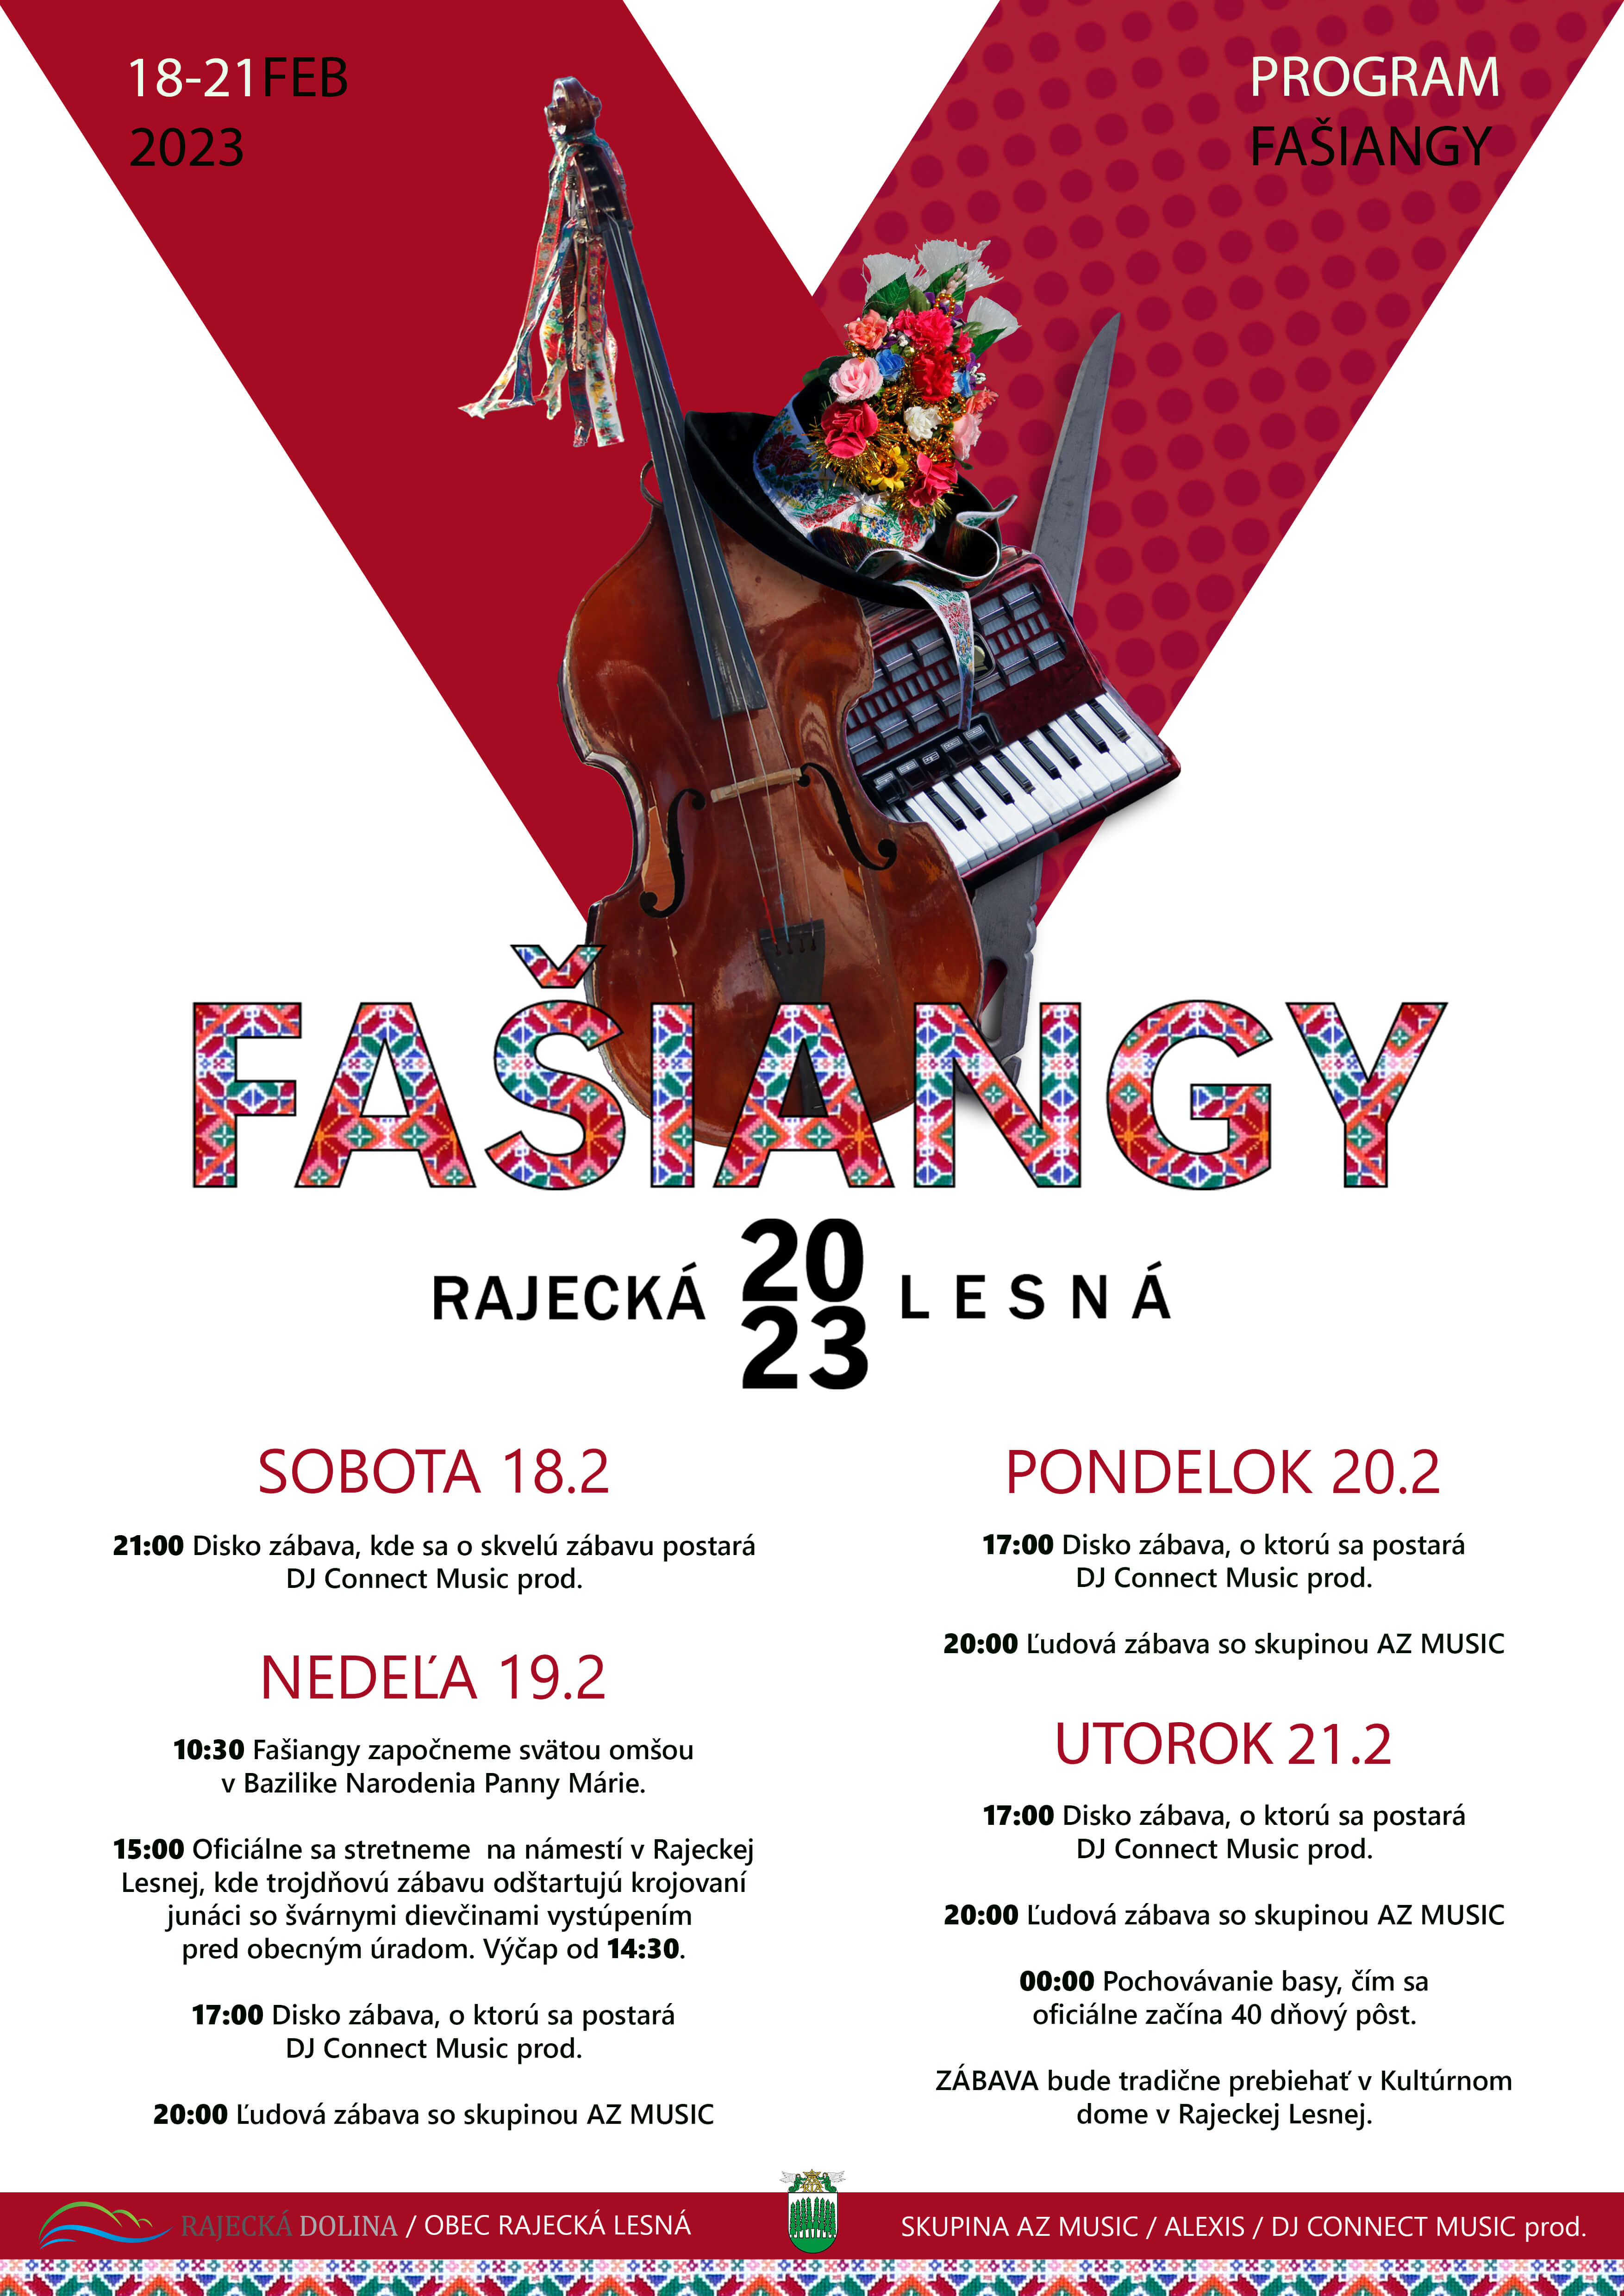 18-21FEB
2023
PROGRAM
FAŠIANGY
FAŠIANGY
RAJECKÁ 2023 LESNÁ
SOBOTA 18.2
21:00 Disko zábava, kde sa o skvelú zábavu postará
DJ Connect Music prod.
NEDEĽA 19.2
10:30 Fašiangy započneme svätou omšou
v Bazilike Narodenia Panny Márie.
15:00 Oficiálne sa stretneme  na námestí v Rajeckej
Lesnej, kde trojdňovú zábavu odštartujú krojovaní
junáci so švárnymi dievčinami vystúpením
pred obecným úradom. Výčap od 14:30.
17:00 Disko zábava, o ktorú sa postará
DJ Connect Music prod.
20:00 Ľudová zábava so skupinou AZ MUSIC
PONDELOK 20.2
17:00 Disko zábava, o ktorú sa postará
DJ Connect Music prod.
20:00 Ľudová zábava so skupinou AZ MUSIC
UTOROK 21.2
17:00 Disko zábava, o ktorú sa postará
DJ Connect Music prod.
20:00 Ľudová zábava so skupinou AZ MUSIC
00:00 Pochovávanie basy, čím sa
oficiálne začína 40 dňový pôst.
ZÁBAVA bude tradične prebiehať v Kultúrnom
dome v Rajeckej Lesnej.
RAJECKÁ DOLINA / OBEC RAJECKÁ LESNÁ
SKUPINA AZ MUSIC / ALEXIS / DJ CONNECT MUSIC prod.